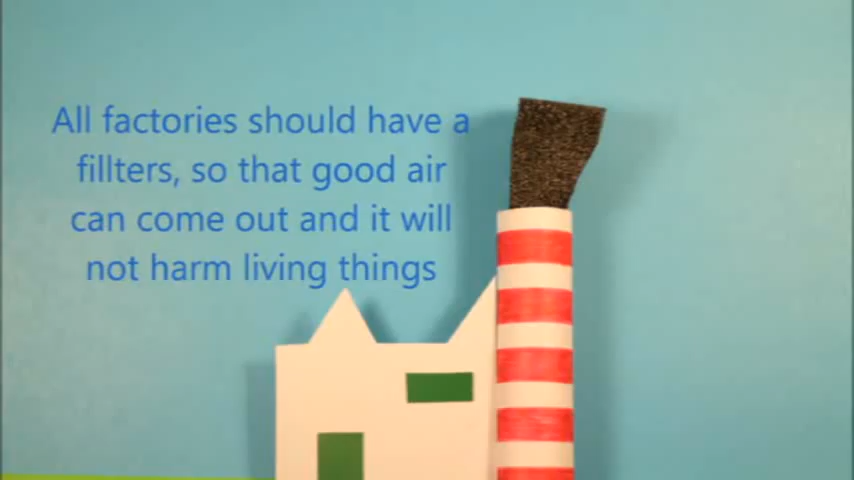 All factories should have a
fillters, so that good air
can come out and it will
not harm living things